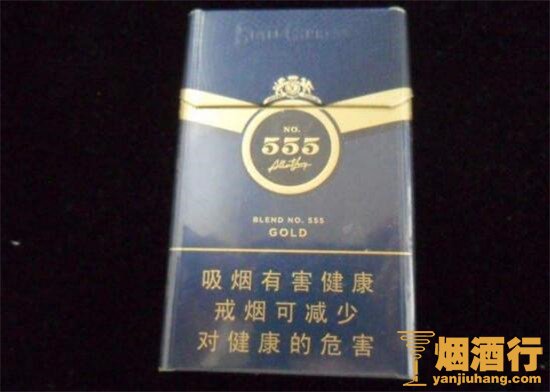 NO.
555
BLEND NO. 555
GOLD
吸烟有害健康
戒烟可减少
对健康的危害
烟酒行
yanjiuhang.com